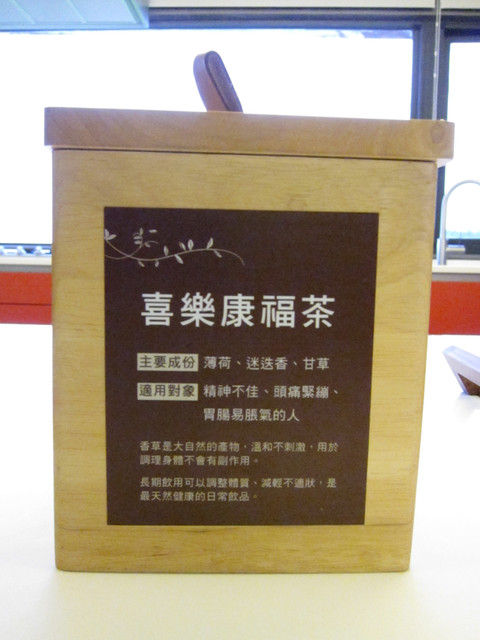 喜樂康福茶
主要成份 薄荷、迷迭香、甘草
適用對象 精神不佳、頭痛緊繃、
胃腸易脹氣的人
香草是大自然的產物，溫和不刺激，用於
調理身體不會有副作用。
長期飲用可以調整體質、減輕不適狀，是
最天然健康的日常飲品。